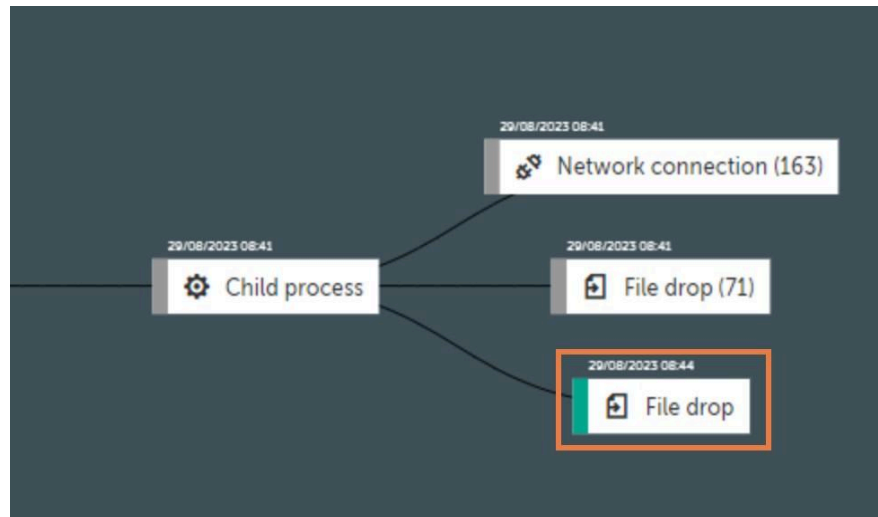 29/08/2023 08:41
Network connection (163)
29/08/2023 08:41
Child process
29/08/2023 08:41
File drop (71)
29/08/2023 08:44
File drop